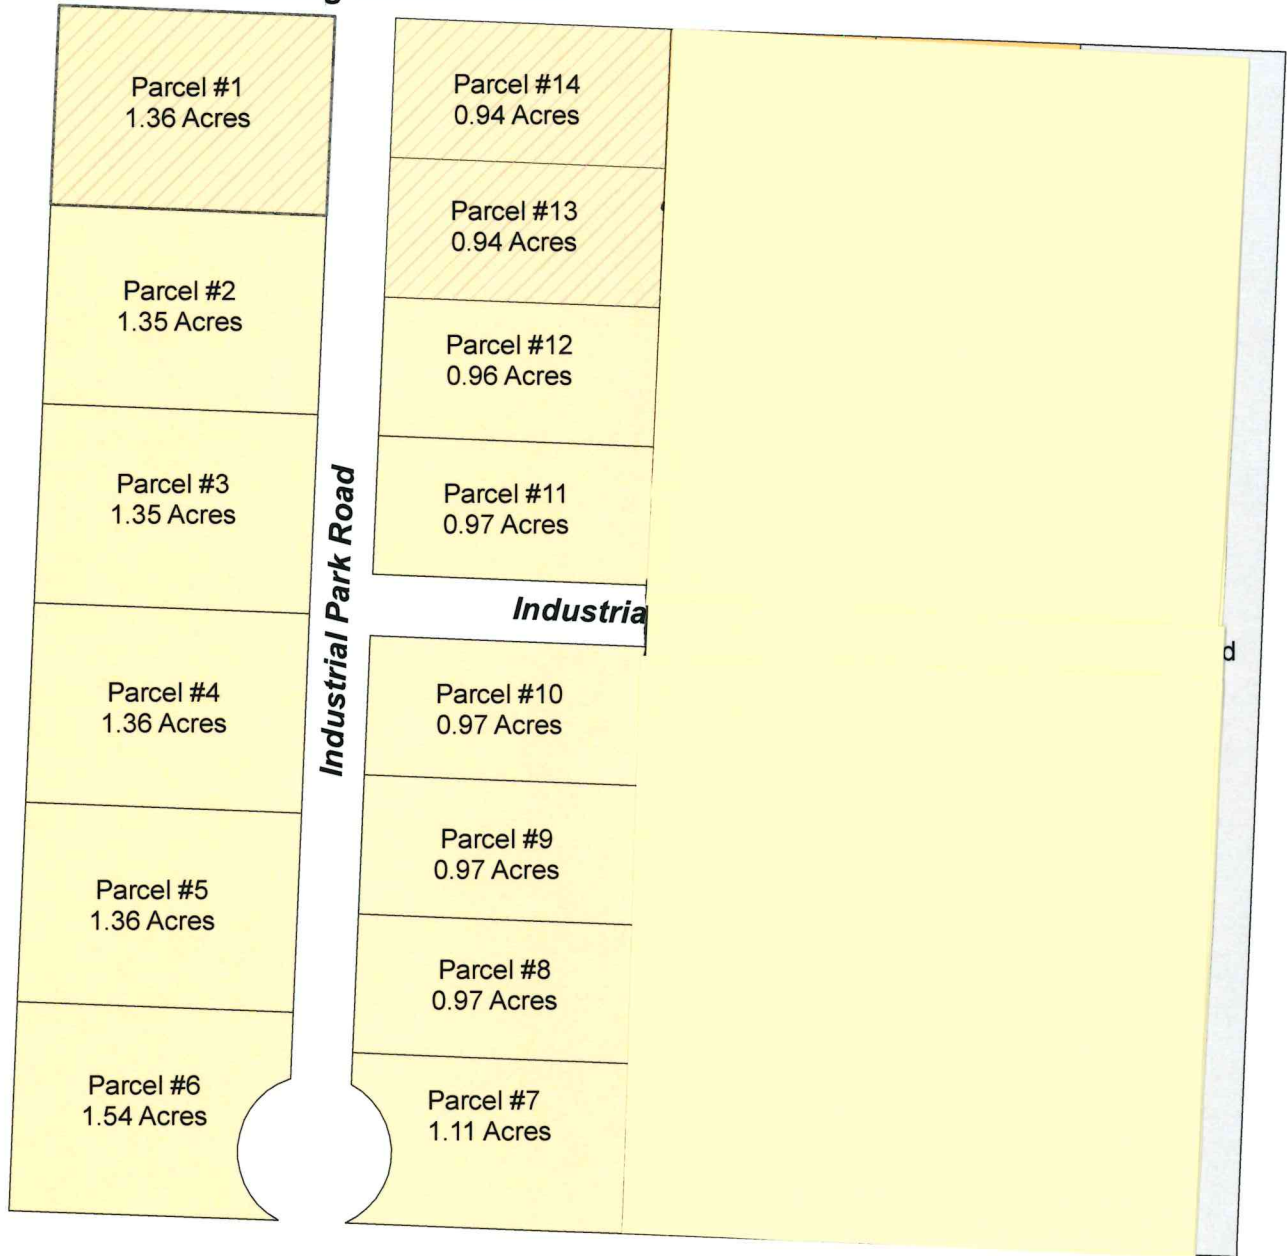 Parcel #1
1.36 Acres
Parcel #2
1.35 Acres
Parcel #3
1.35 Acres
Parcel #4
1.36 Acres
Parcel #5
1.36 Acres
Parcel #6
1.54 Acres
Industrial Park Road
Parcel #14
0.94 Acres
Parcel #13
0.94 Acres
Parcel #12
0.96 Acres
Parcel #11
0.97 Acres
Industria
Parcel #10
0.97 Acres
Parcel #9
0.97 Acres
Parcel #8
0.97 Acres
Parcel #7
1.11 Acres
d